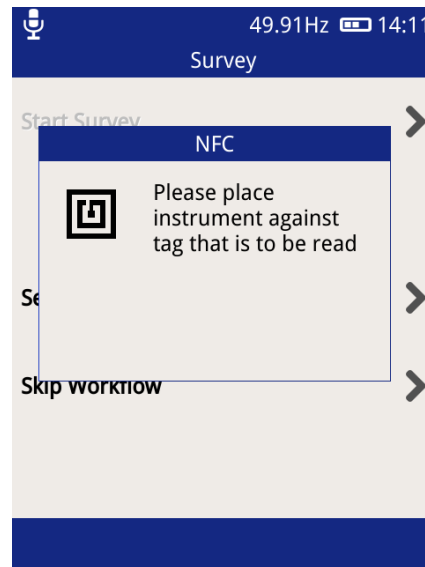 49.91Hz 14:11
Survey
Start Survey
NFC
Please place
instrument against
tag that is to be read
Skip Workflow